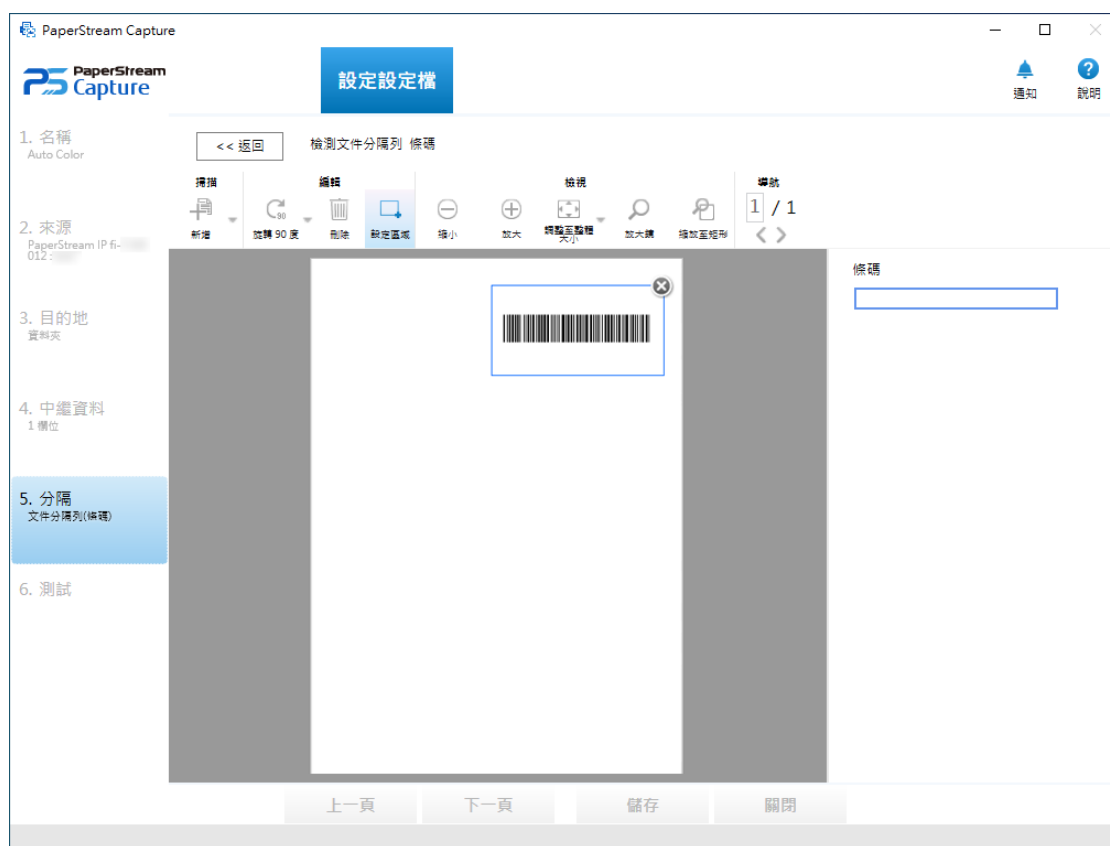 PaperStream Capture
PaperStream
Capture
設定設定檔
通知
說明
1. 名稱
Auto Color
2. 來源
PaperStream IP fi-
012 :
3. 目的地
資料夾
4. 中繼資料
1 欄位
5. 分隔
文件分隔列(條碼)
6. 測試
<< 返回
檢測文件分隔列 條碼
掃描
編輯
檢視
導航
90
1 / 1
新增
旋轉 90 度
刪除
設定區域
縮小
放大
調整至整體
大小
放大鏡
縮放至矩形
條碼
上一頁
下一頁
儲存
關閉